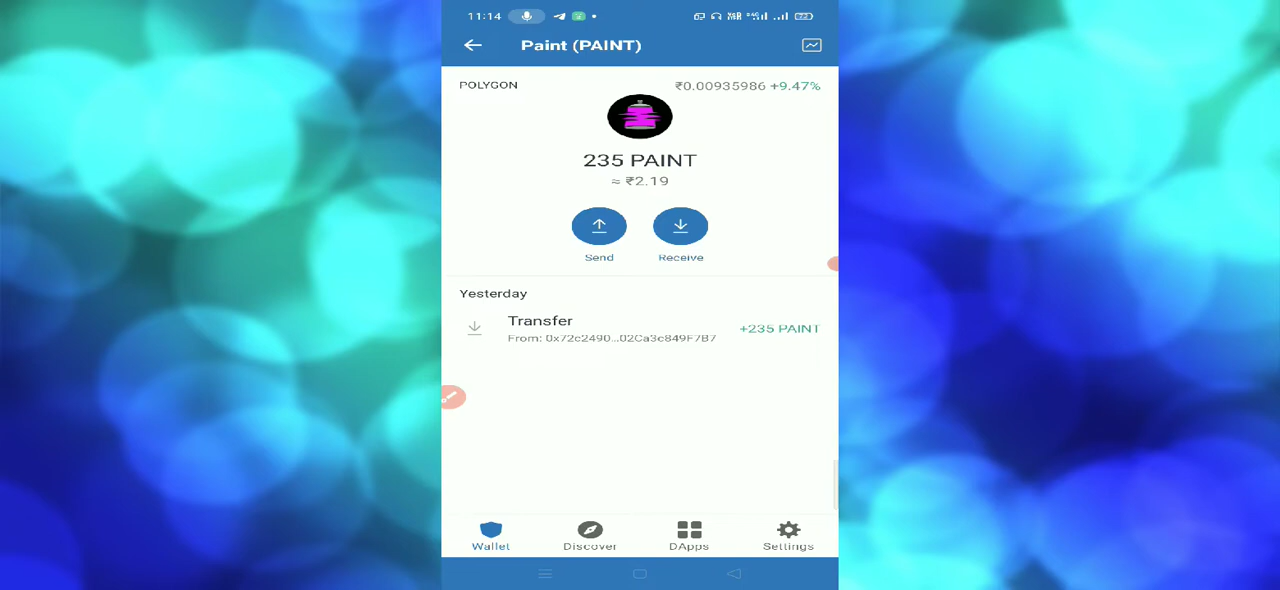 11:14
Paint (PAINT)
POLYGON
₹0.00935986 +9.47%
235 PAINT
≈ ₹2.19
Send
Receive
Yesterday
Transfer
+235 PAINT
From: 0x72c2490...02Ca3c849F7B7
Wallet
Discover
DApps
Settings